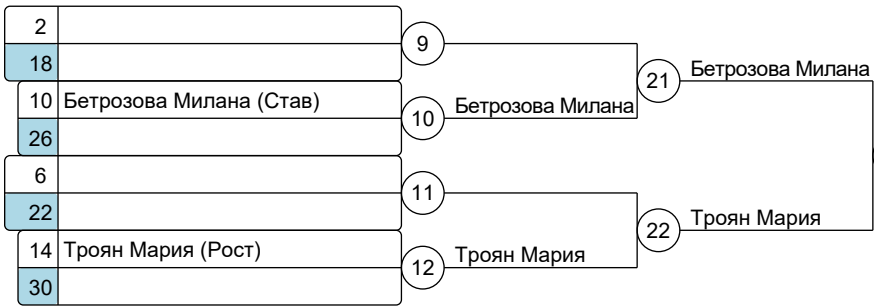 2
9
18
21 Бетрозова Милана
10 Бетрозова Милана (Став)
10 Бетрозова Милана
26
6
11
22
22 Троян Мария
14 Троян Мария (Рост)
12 Троян Мария
30